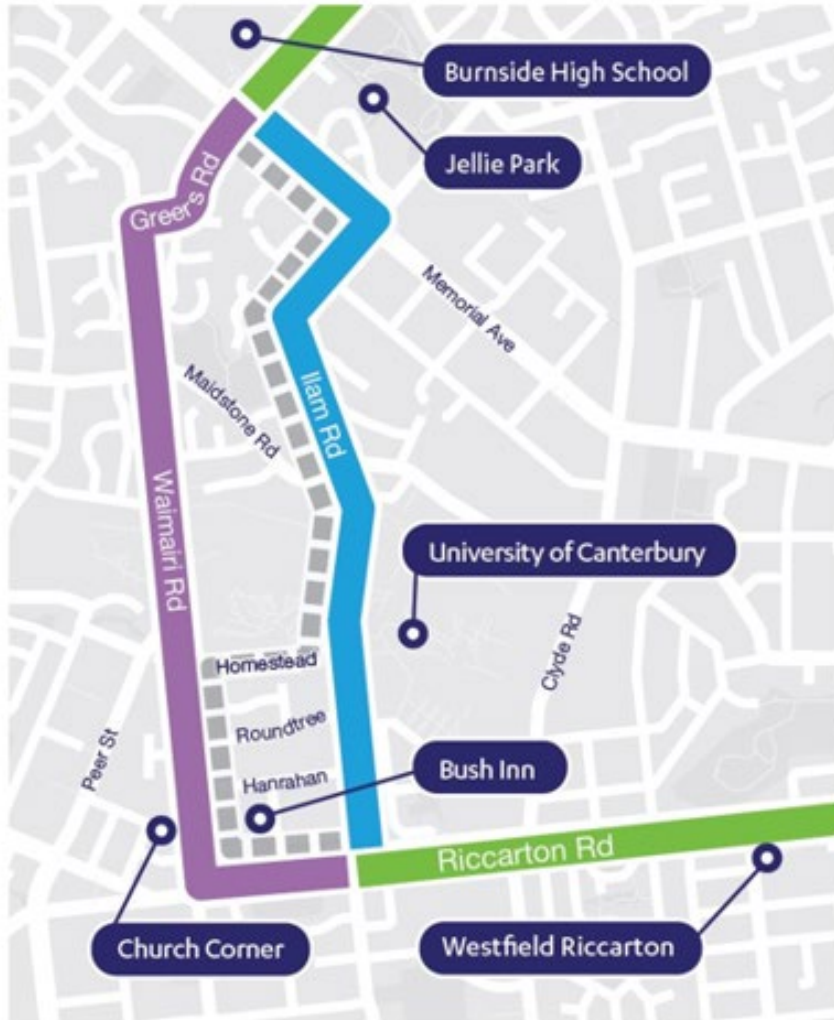 Burnside High School
Jellie Park
Greers Rd
Memorial Ave
Maidstone Rd
Ilam Rd
Waimairi Rd
University of Canterbury
Clyde Rd
Homestead
Roundtree
Peer St
Hanrahan
Bush Inn
Riccarton Rd
Church Corner
Westfield Riccarton